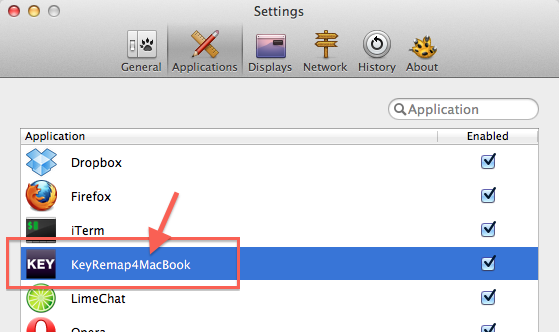 Settings
General Applications Displays Network History About
Application
Application Enabled
Dropbox
Firefox
$
iTerm
KEY KeyRemap4MacBook
LimeChat
Opera